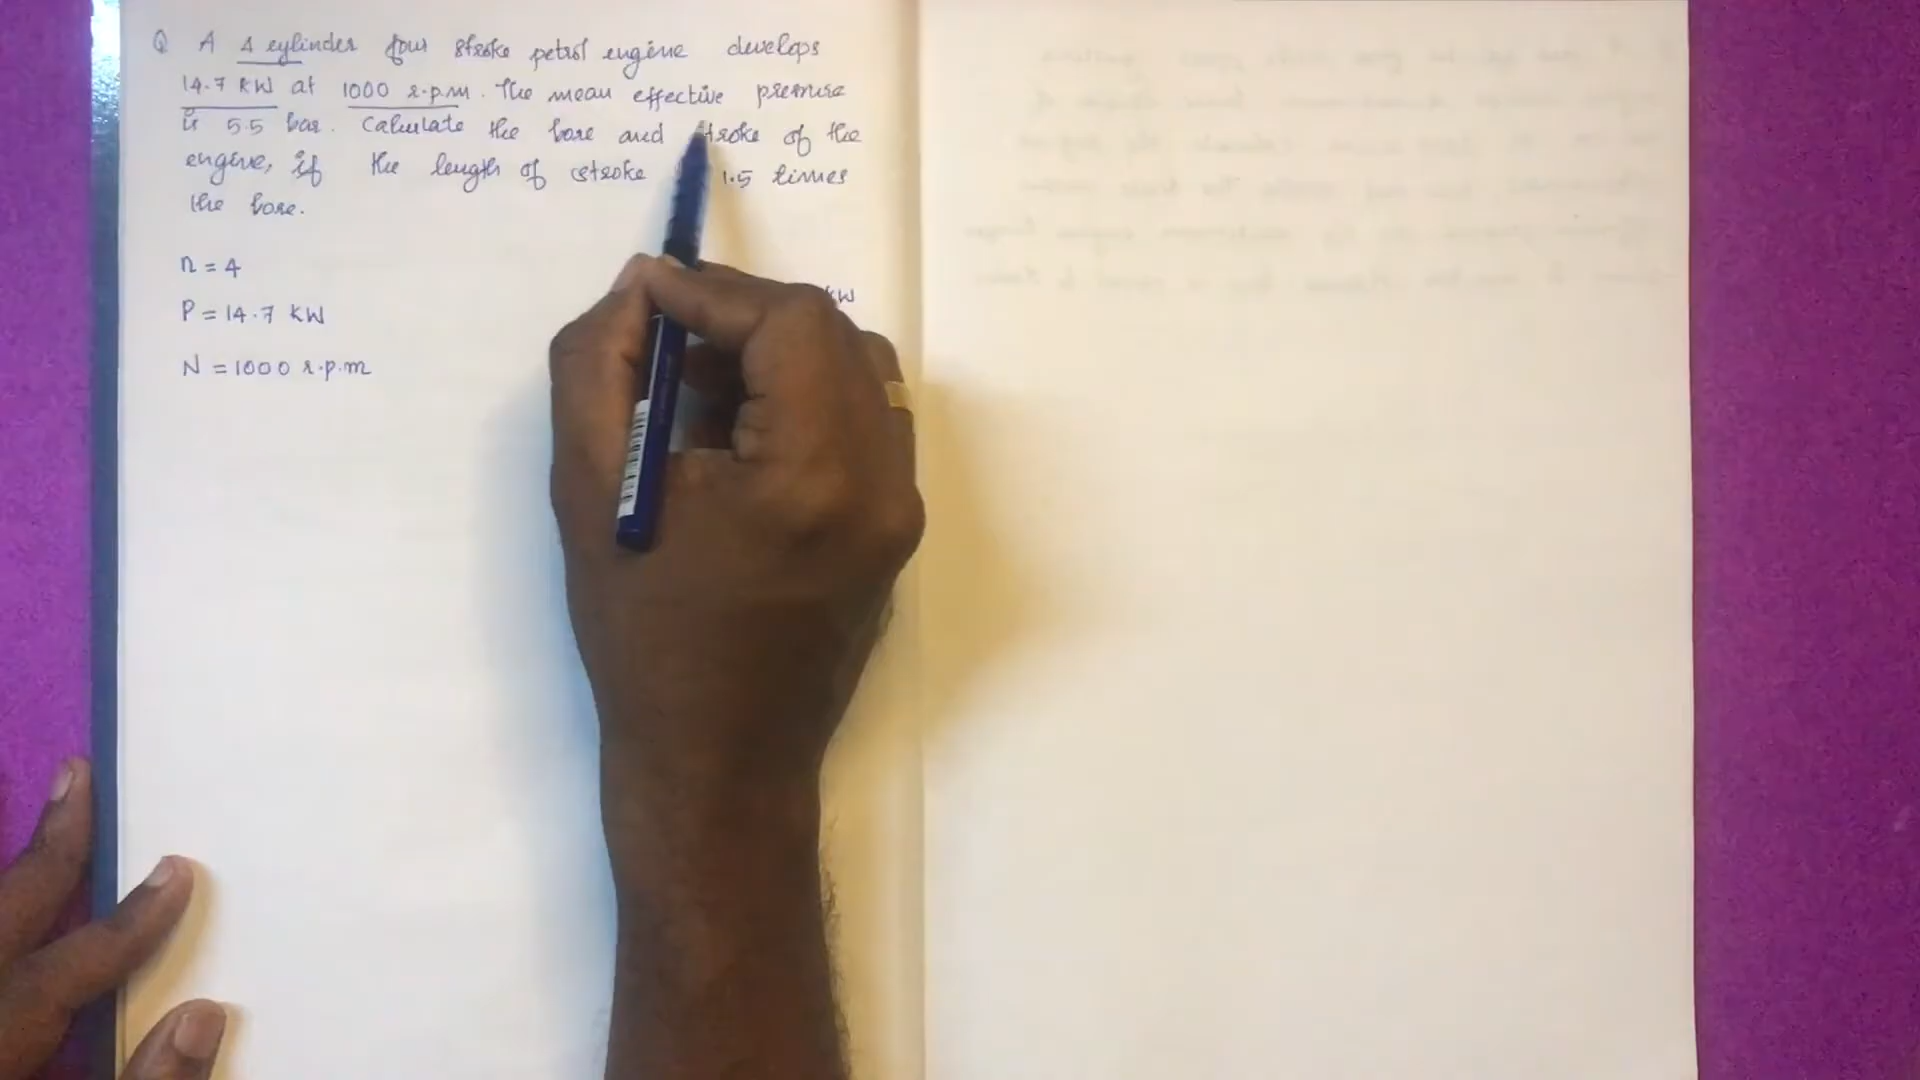 Q A 4 cylinder four stroke petrol engine develops
14.7 KW at 1000 r.p.m. The mean effective pressure
is 5.5 bar. Calculate the bore and stroke of the
engine, if the length of stroke 1.5 times
the bore.
n = 4
KW
P = 14.7 KW
N = 1000 r.p.m